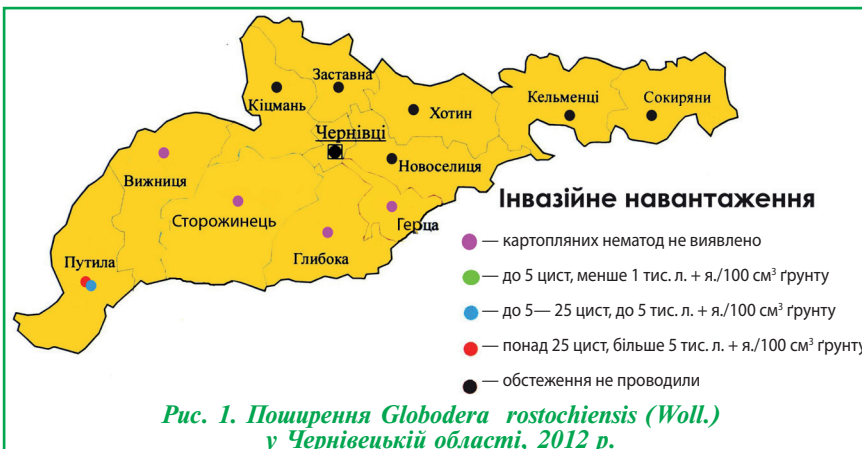 Заставна
Кіцмань
Хотин
Кельменці
Сокиряни
Чернівці
Новоселиця
Вижниця
Сторожинець
Герца
Глибока
Путила
Інвазійне навантаження
— картопляних нематод не виявлено
— до 5 цист, менше 1 тис. л. + я./100 см³ ґрунту
— до 5— 25 цист, до 5 тис. л. + я./100 см³ ґрунту
— понад 25 цист, більше 5 тис. л. + я./100 см³ ґрунту
— обстеження не проводили
Рис. 1. Поширення Globodera rostochiensis (Woll.)
у Чернівецькій області, 2012 р.